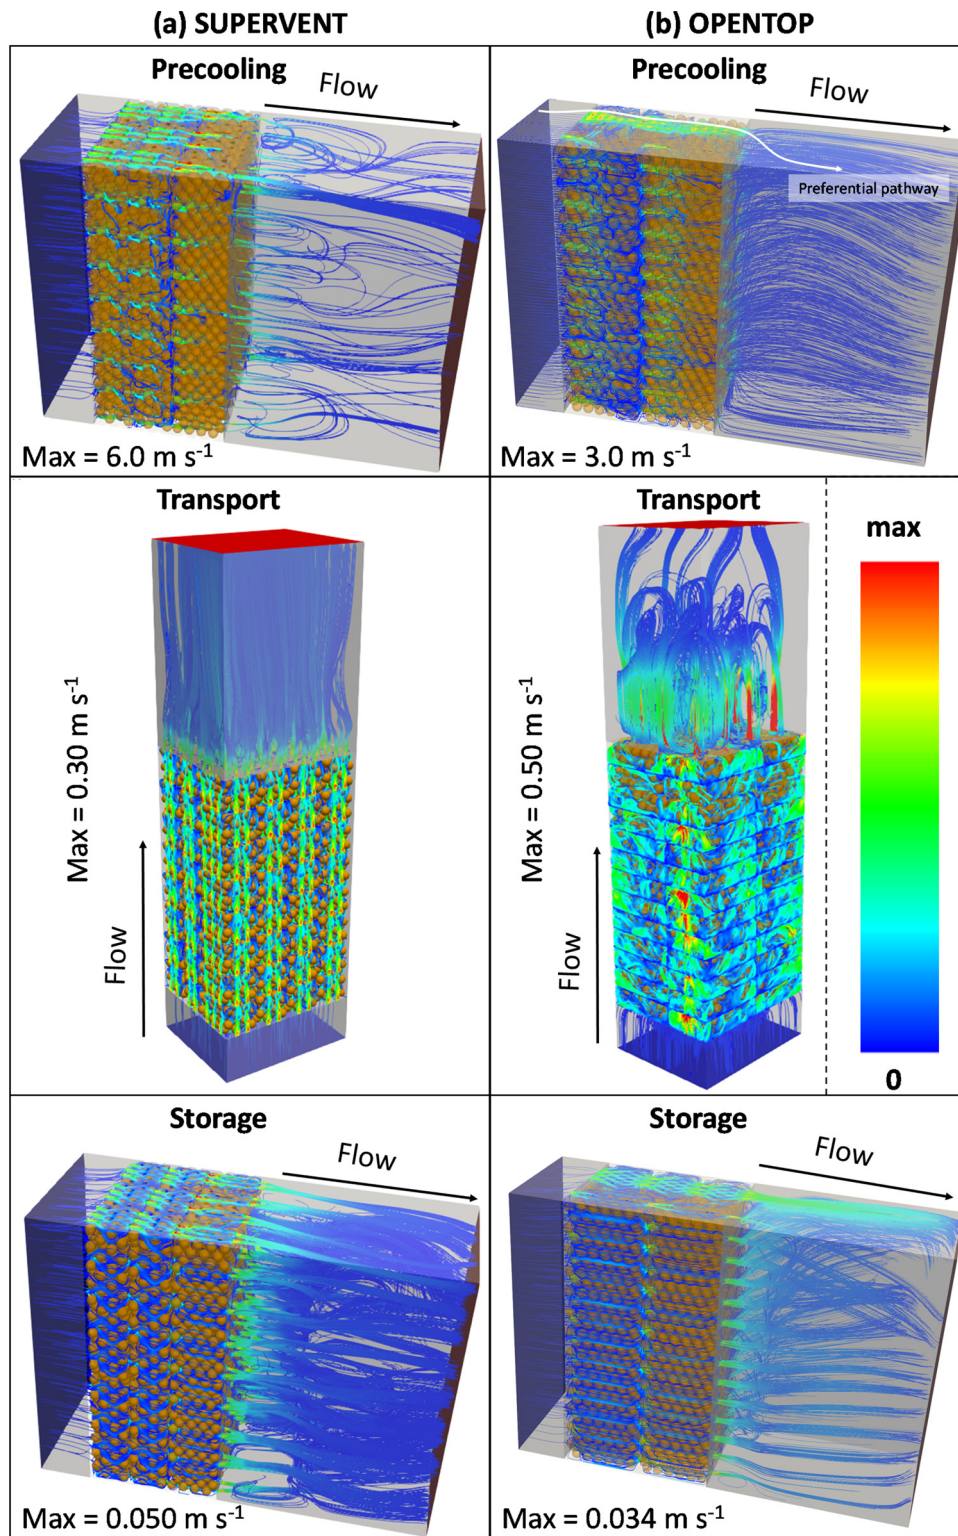 (a) SUPERVENT
(b) OPENTOP
Precooling
Flow
Max = 6.0 m s⁻¹
Precooling
Flow
Preferential pathway
Max = 3.0 m s⁻¹
Transport
Max = 0.30 m s⁻¹
Flow
Transport
Max = 0.50 m s⁻¹
Flow
max
0
Storage
Flow
Max = 0.050 m s⁻¹
Storage
Flow
Max = 0.034 m s⁻¹